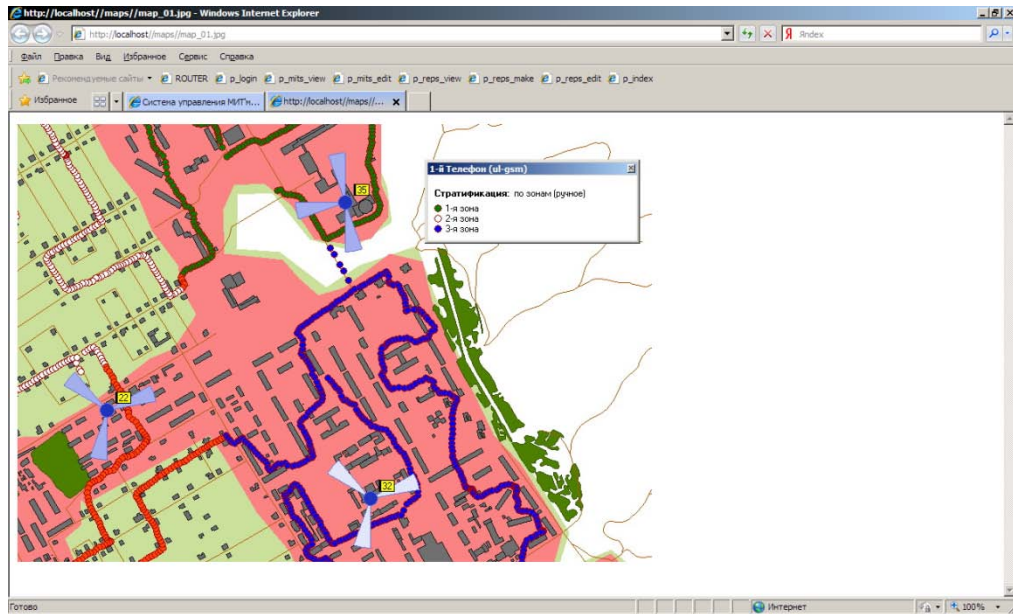 http://localhost//maps//map_01.jpg - Windows Internet Explorer
http://localhost//maps//map_01.jpg
Яndex
Файл Правка Вид Избранное Сервис Справка
Рекомендуемые сайты ROUTER p_login p_mits_view p_mits_edit p_reps_view p_reps_make p_reps_edit p_index
Избранное Система управления МИТ'н... http://localhost//maps//...
1-й Телефон (ul-gsm)
Стратификация: по зонам (ручное)
1-я зона
2-я зона
3-я зона
35
22
32
Готово Интернет 100%